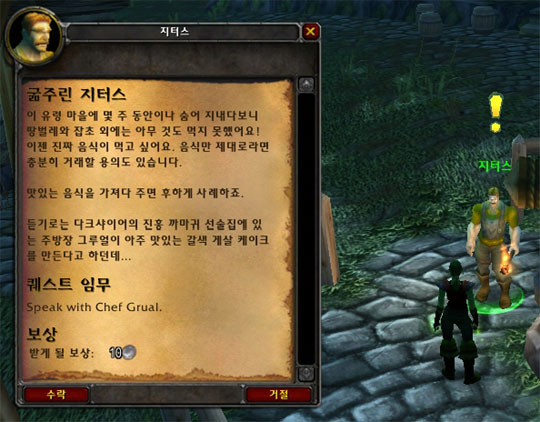 지터스
굶주린 지터스
이 유령 마을에 몇 주 동안이나 숨어 지내다보니
땅벌레와 잡초 외에는 아무 것도 먹지 못했어요!
이젠 진짜 음식이 먹고 싶어요. 음식만 제대로라면
충분히 거래할 용의도 있습니다.
맛있는 음식을 가져다 주면 후하게 사례하죠.
듣기로는 다크샤이어의 진홍 까마귀 선술집에 있
는 주방장 그루얼이 아주 맛있는 갈색 게살 케이크
를 만든다고 하던데...
퀘스트 임무
Speak with Chef Grual.
보상
받게 될 보상: 10
수락
거절
지터스